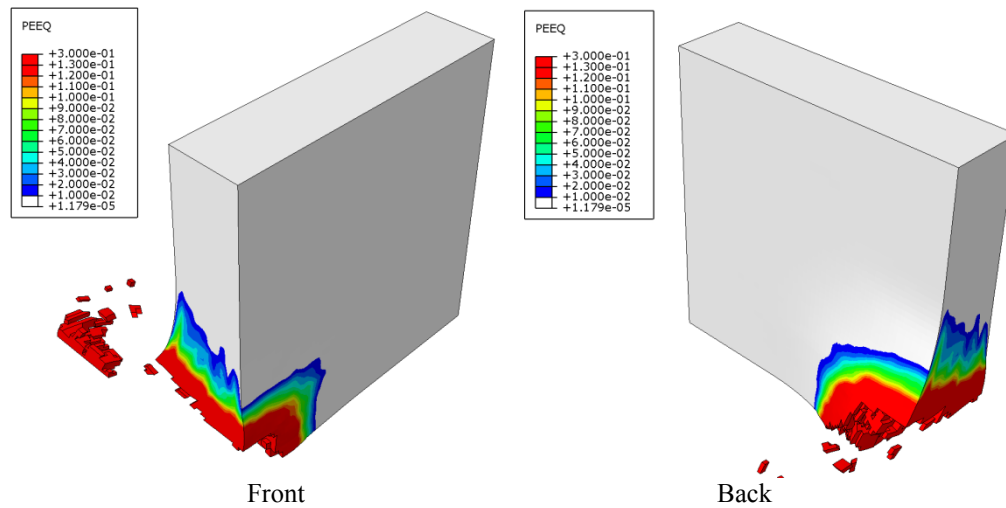 PEEQ
+3.000e-01
+1.300e-01
+1.200e-01
+1.100e-01
+1.000e-01
+9.000e-02
+8.000e-02
+7.000e-02
+6.000e-02
+5.000e-02
+4.000e-02
+3.000e-02
+2.000e-02
+1.000e-02
+1.179e-05
PEEQ
+3.000e-01
+1.300e-01
+1.200e-01
+1.100e-01
+1.000e-01
+9.000e-02
+8.000e-02
+7.000e-02
+6.000e-02
+5.000e-02
+4.000e-02
+3.000e-02
+2.000e-02
+1.000e-02
+1.179e-05
Front
Back